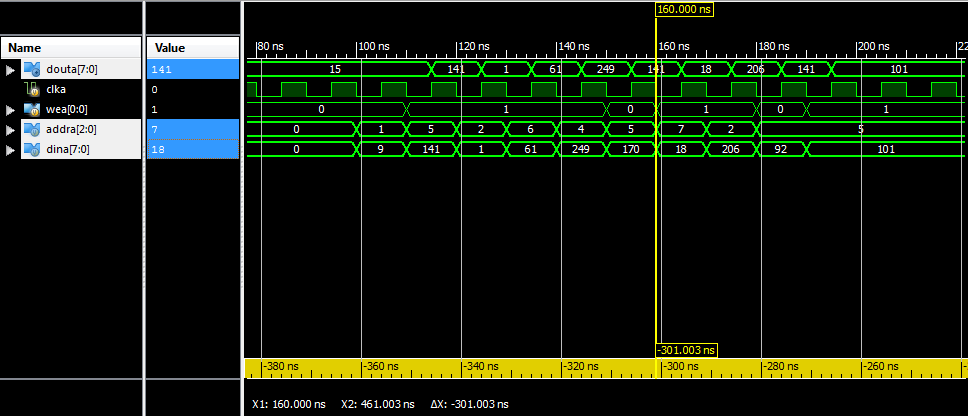 160.000 ns
Name Value
80 ns 100 ns 120 ns 140 ns 160 ns 180 ns 200 ns 22
douta[7:0] 141 15 141 1 61 249 141 18 206 141 101
clka 0
wea[0:0] 1 0 1 0 1 0 1
addra[2:0] 7 0 1 5 2 6 4 5 7 2 5
dina[7:0] 18 0 9 141 1 61 249 170 18 206 92 101
-301.003 ns
-380 ns -360 ns -340 ns -320 ns -300 ns -280 ns -260 ns
X1: 160.000 ns X2: 461.003 ns ΔX: -301.003 ns